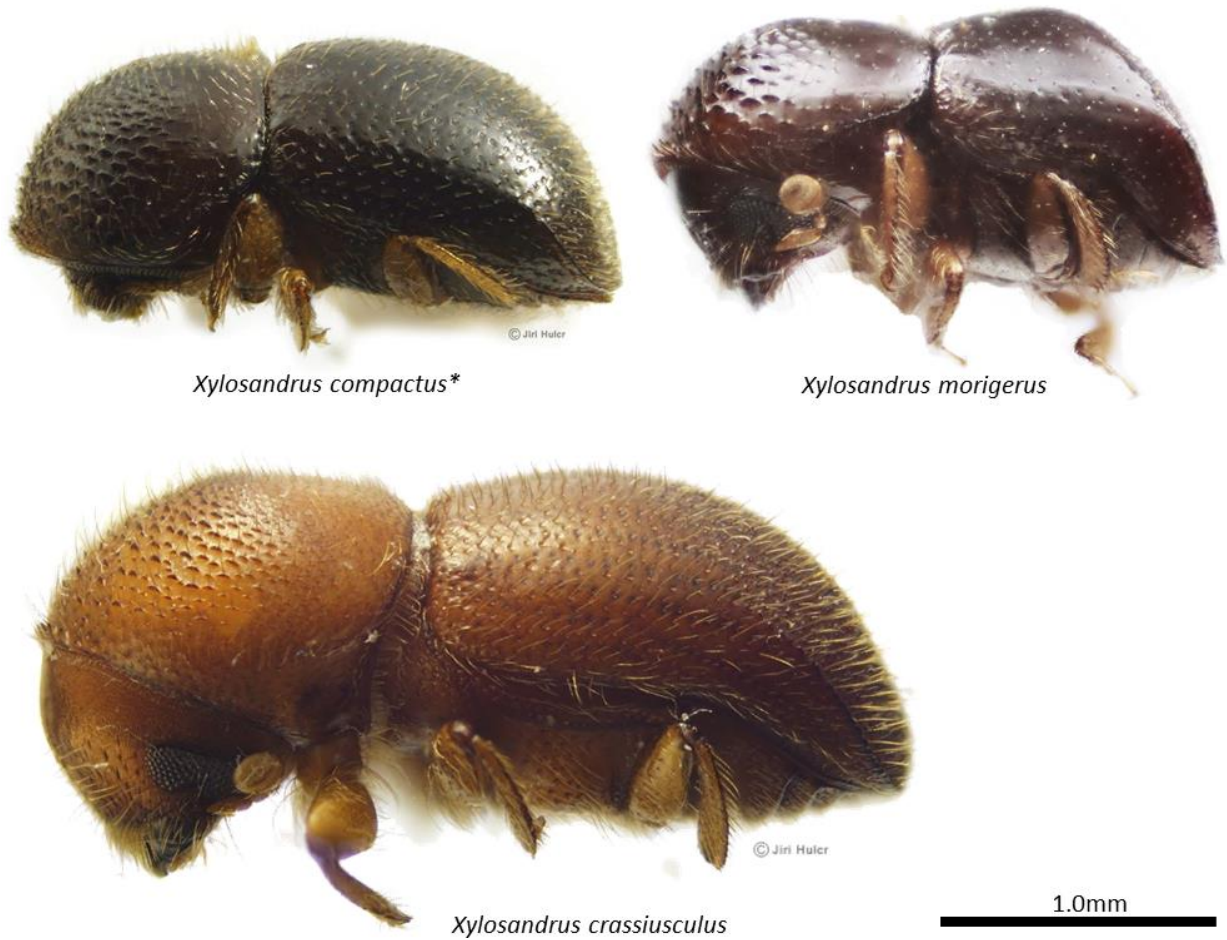 © Jiri Hulcr
Xylosandrus compactus*
Xylosandrus morigerus
© Jiri Hulcr
Xylosandrus crassiusculus
1.0mm